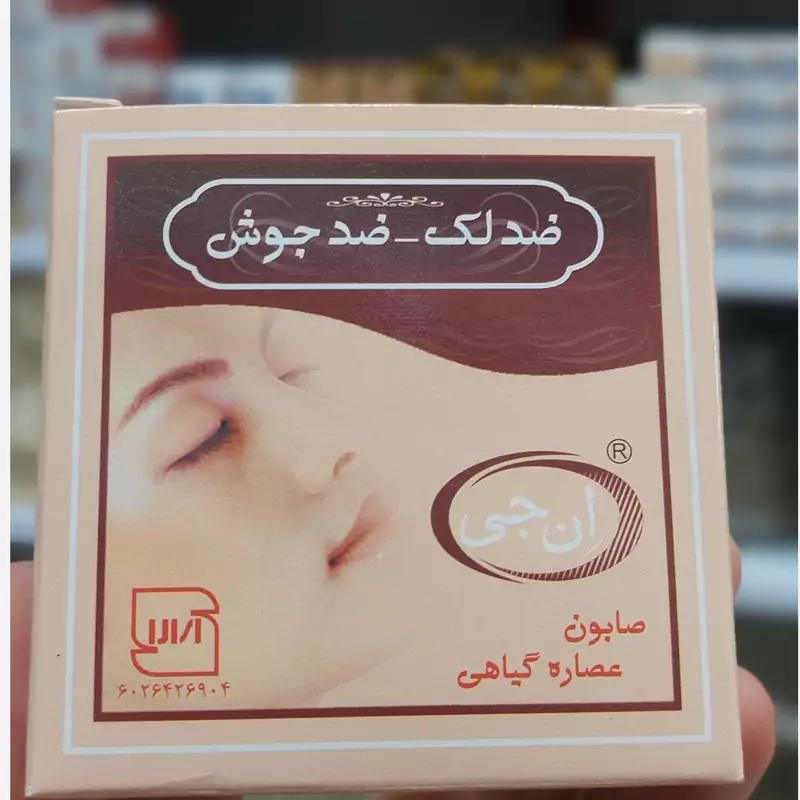 ضد لک - ضد جوش
®
ان جی
صابون
عصاره گیاهی
۶۰۲۶۴۲۶۹۰۴